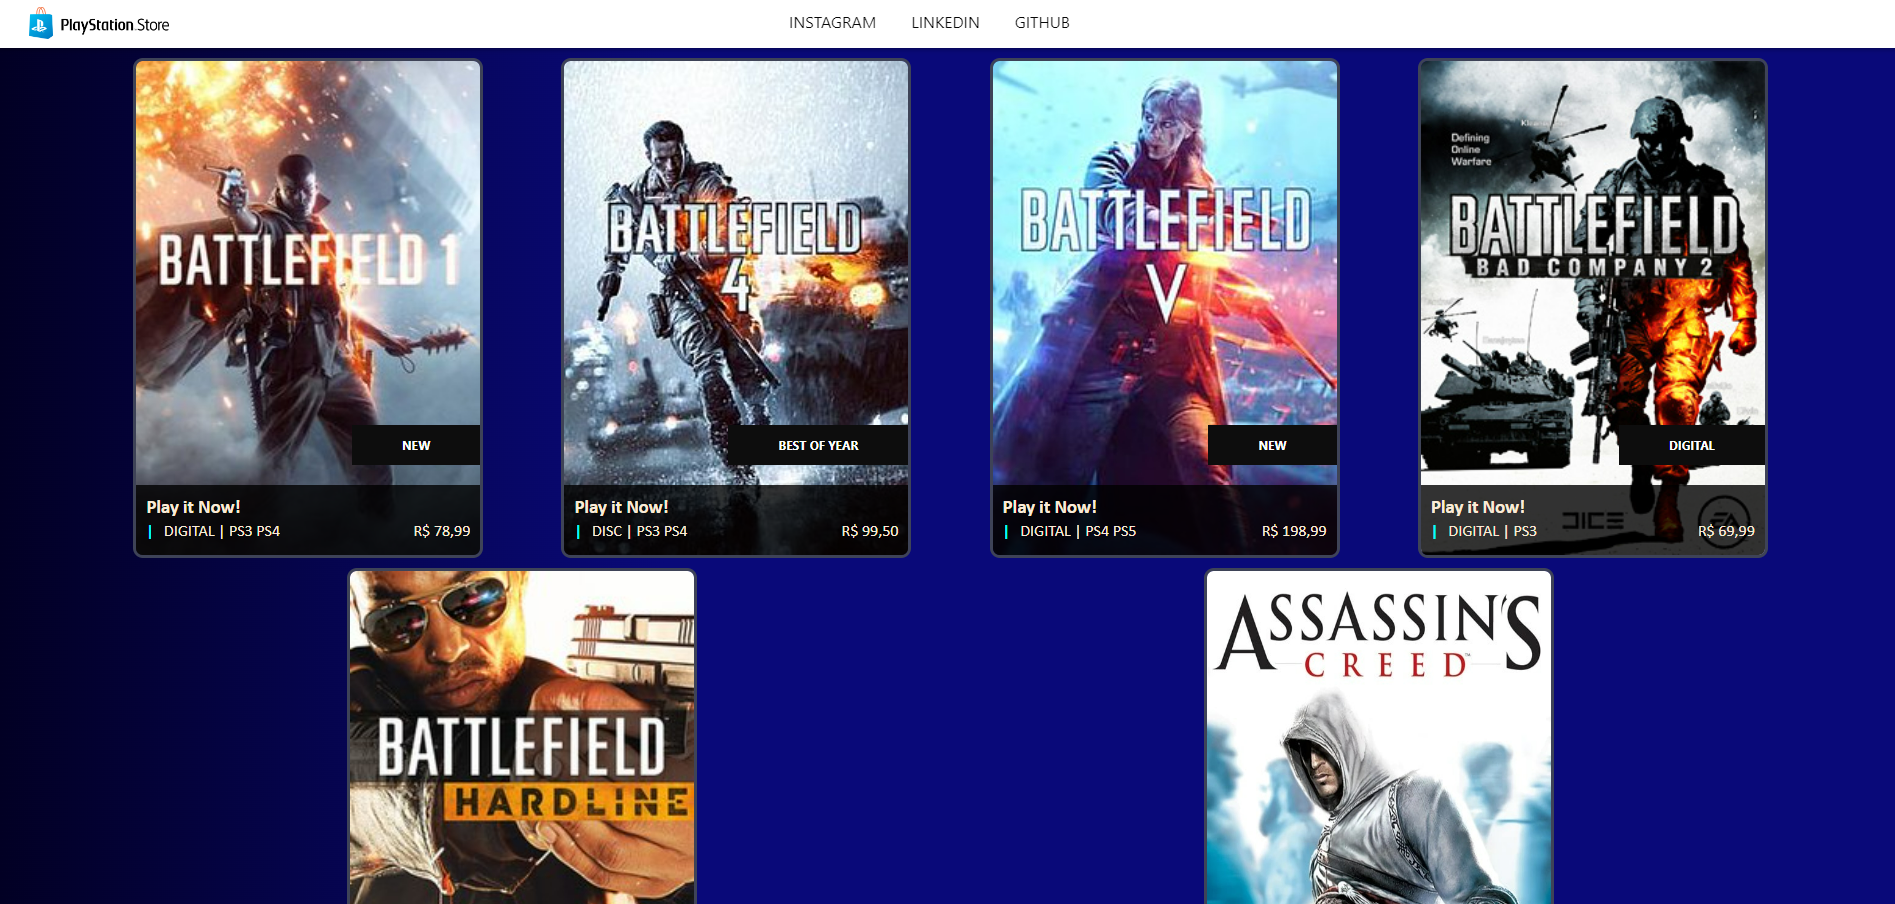 PlayStation Store
INSTAGRAM
LINKEDIN
GITHUB
BATTLEFIELD 1
NEW
Play it Now!
| DIGITAL | PS3 PS4
R$ 78,99
BATTLEFIELD
4
BEST OF YEAR
Play it Now!
| DISC | PS3 PS4
R$ 99,50
BATTLEFIELD
V
NEW
Play it Now!
| DIGITAL | PS4 PS5
R$ 198,99
Defining
Online
Warfare
BATTLEFIELD
BAD COMPANY 2
DIGITAL
Play it Now!
DICE
EA
| DIGITAL | PS3
R$ 69,99
BATTLEFIELD
HARDLINE
ASSASSIN'S
CREED™